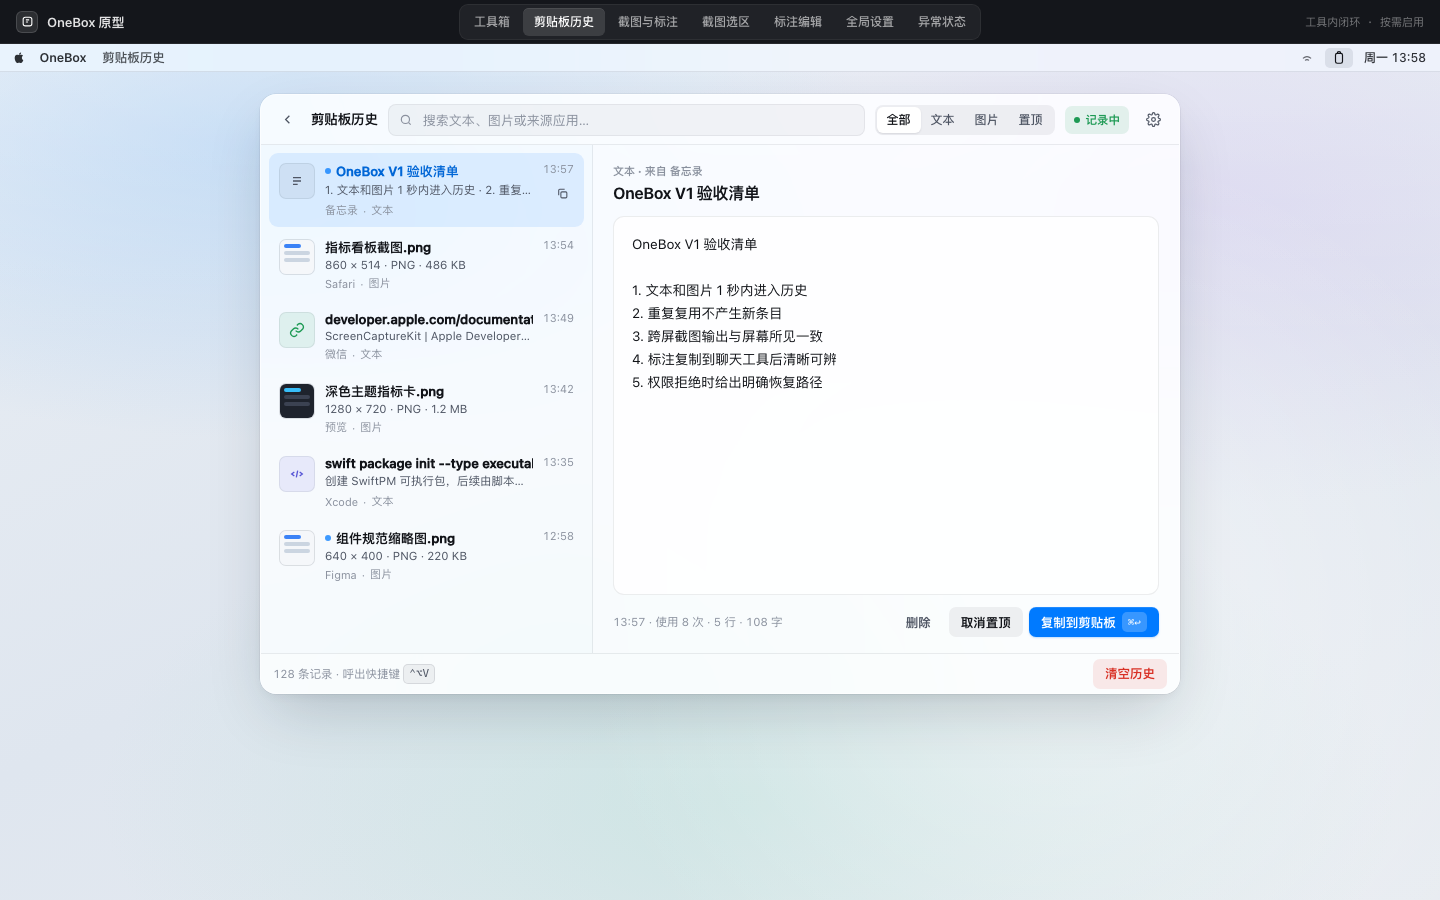 OneBox 原型
工具箱
剪贴板历史
截图与标注
截图选区
标注编辑
全局设置
异常状态
工具内闭环 · 按需启用
OneBox 剪贴板历史
周一 13:58
剪贴板历史
搜索文本、图片或来源应用...
全部
文本
图片
置顶
记录中
OneBox V1 验收清单
13:57
1. 文本和图片 1 秒内进入历史 · 2. 重复...
备忘录 · 文本
指标看板截图.png
13:54
860 × 514 · PNG · 486 KB
Safari · 图片
developer.apple.com/documentat
13:49
ScreenCaptureKit | Apple Developer...
微信 · 文本
深色主题指标卡.png
13:42
1280 × 720 · PNG · 1.2 MB
预览 · 图片
swift package init --type executal
13:35
创建 SwiftPM 可执行包，后续由脚本...
Xcode · 文本
组件规范缩略图.png
12:58
640 × 400 · PNG · 220 KB
Figma · 图片
文本 · 来自 备忘录
OneBox V1 验收清单
OneBox V1 验收清单
1. 文本和图片 1 秒内进入历史
2. 重复复用不产生新条目
3. 跨屏截图输出与屏幕所见一致
4. 标注复制到聊天工具后清晰可辨
5. 权限拒绝时给出明确恢复路径
13:57 · 使用 8 次 · 5 行 · 108 字
删除
取消置顶
复制到剪贴板 ⌘↩
128 条记录 · 呼出快捷键 ⌃⌥V
清空历史